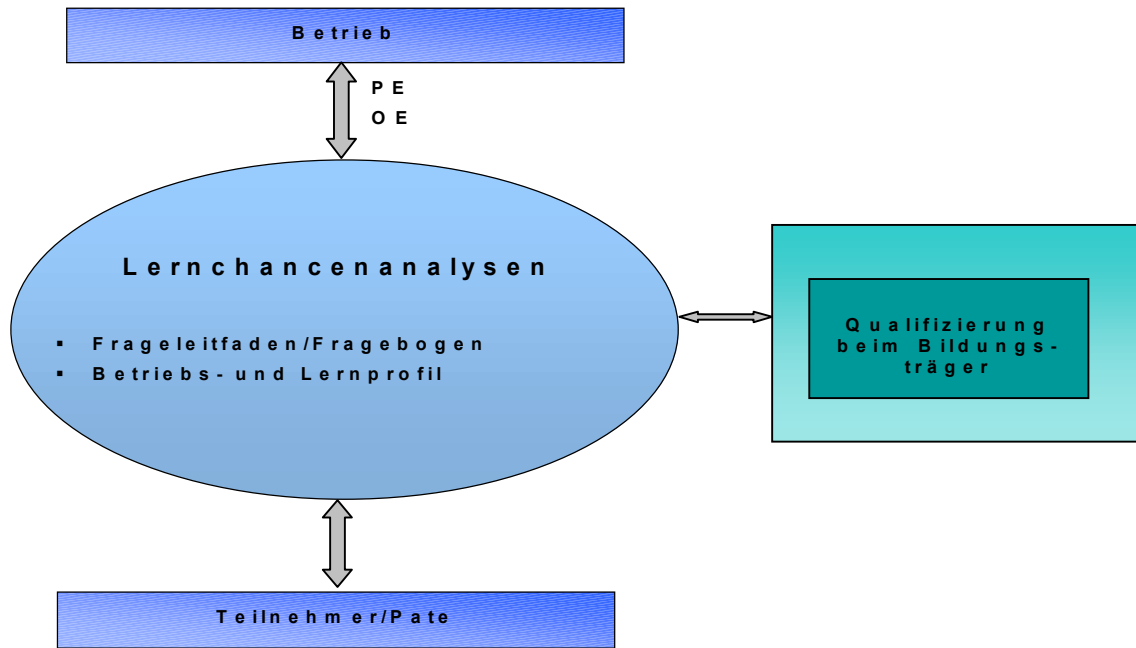 Betrieb
PE
OE
Lernchancenanalysen
▪ Frageleitfaden/Fragebogen
▪ Betriebs- und Lernprofil
Qualifizierung
beim Bildungs-
träger
Teilnehmer/Pate